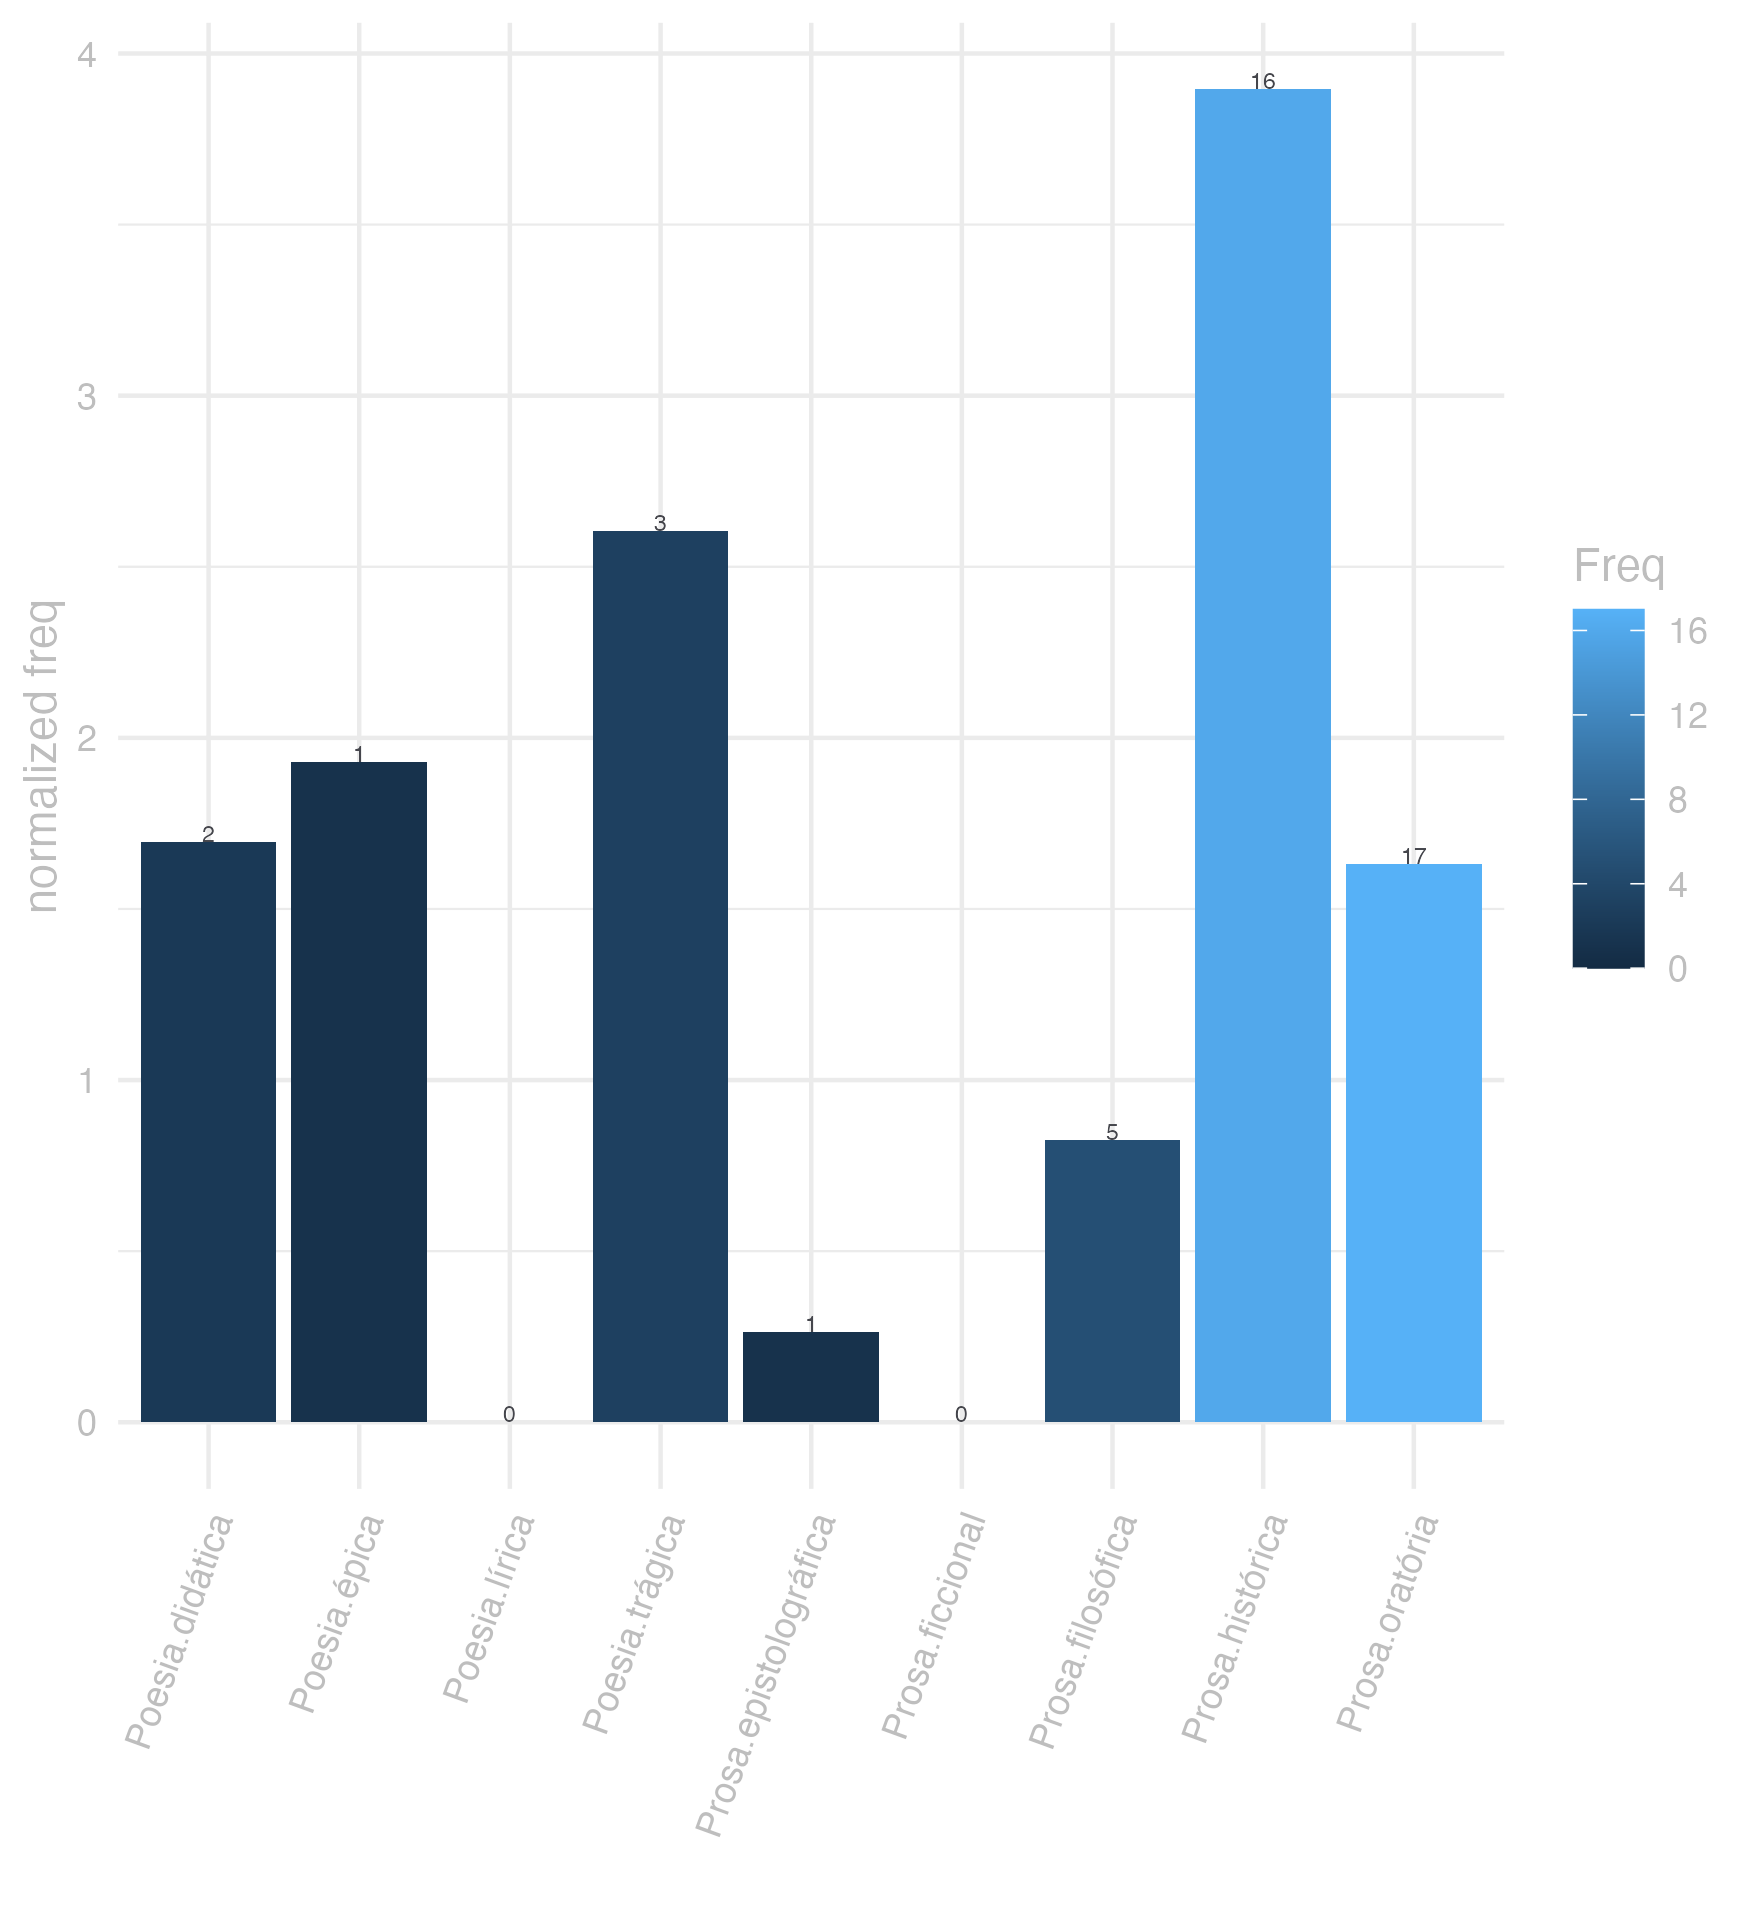 4
3
2
1
0
normalized freq
2
1
0
3
1
0
5
16
17
Poesia.didática
Poesia.épica
Poesia.lírica
Poesia.trágica
Prosa.epistolográfica
Prosa.ficcional
Prosa.filosófica
Prosa.histórica
Prosa.oratória
Freq
16
12
8
4
0